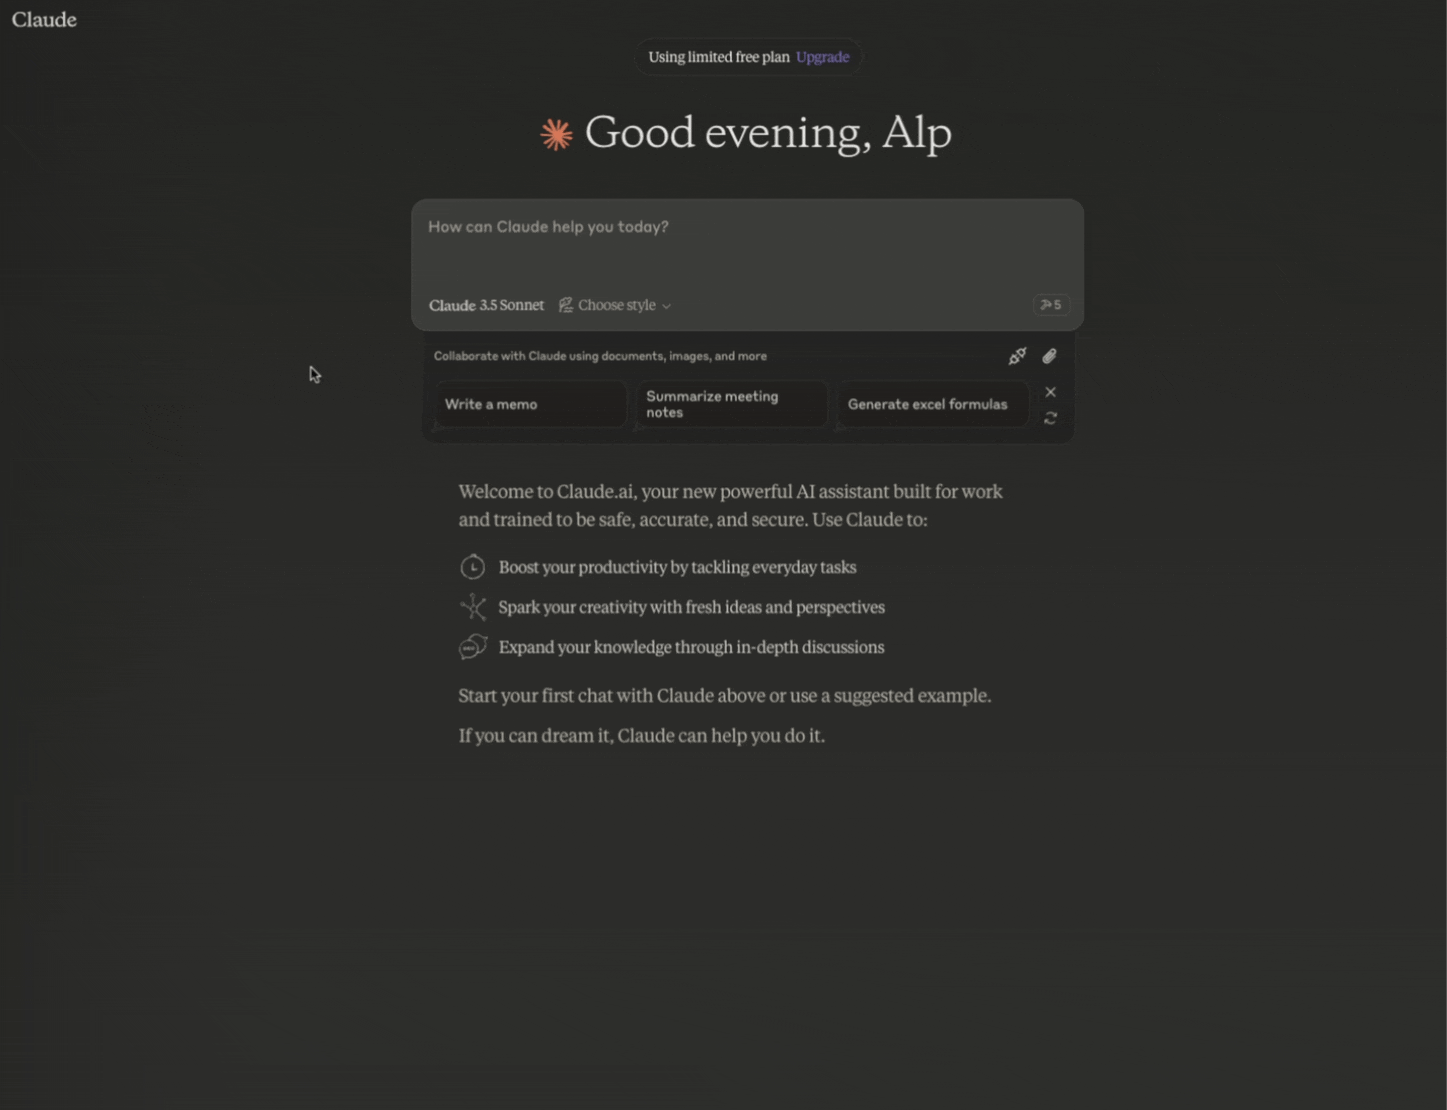 Claude
Using limited free plan Upgrade
Good evening, Alp
How can Claude help you today?
Claude 3.5 Sonnet Choose style
5
Collaborate with Claude using documents, images, and more
Write a memo
Summarize meeting
notes
Generate excel formulas
Welcome to Claude.ai, your new powerful AI assistant built for work
and trained to be safe, accurate, and secure. Use Claude to:
Boost your productivity by tackling everyday tasks
Spark your creativity with fresh ideas and perspectives
Expand your knowledge through in-depth discussions
Start your first chat with Claude above or use a suggested example.
If you can dream it, Claude can help you do it.